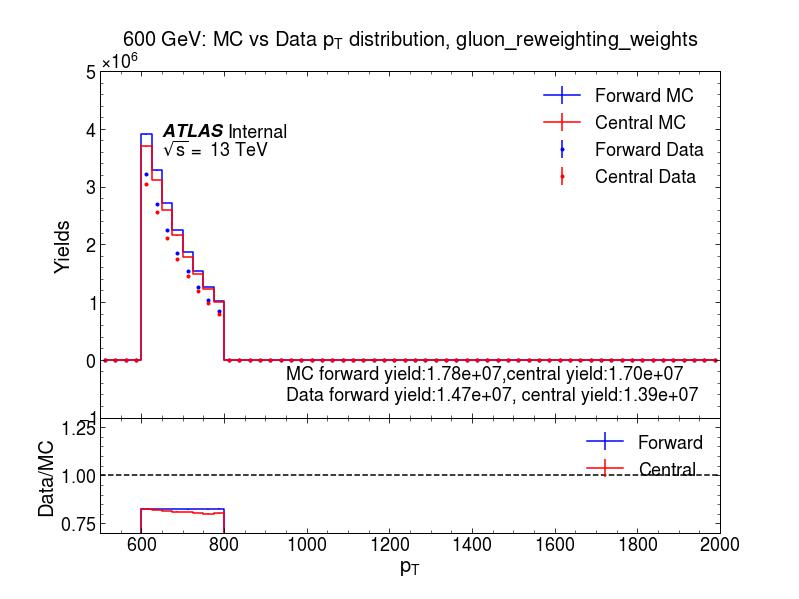 600 GeV: MC vs Data pT distribution, gluon_reweighting_weights
×10⁶
5
4
3
2
1
0
−1
Yields
ATLAS Internal
√s = 13 TeV
Forward MC
Central MC
Forward Data
Central Data
MC forward yield:1.78e+07,central yield:1.70e+07
Data forward yield:1.47e+07, central yield:1.39e+07
1.25
1.00
0.75
Data/MC
Forward
Central
600 800 1000 1200 1400 1600 1800 2000
pT